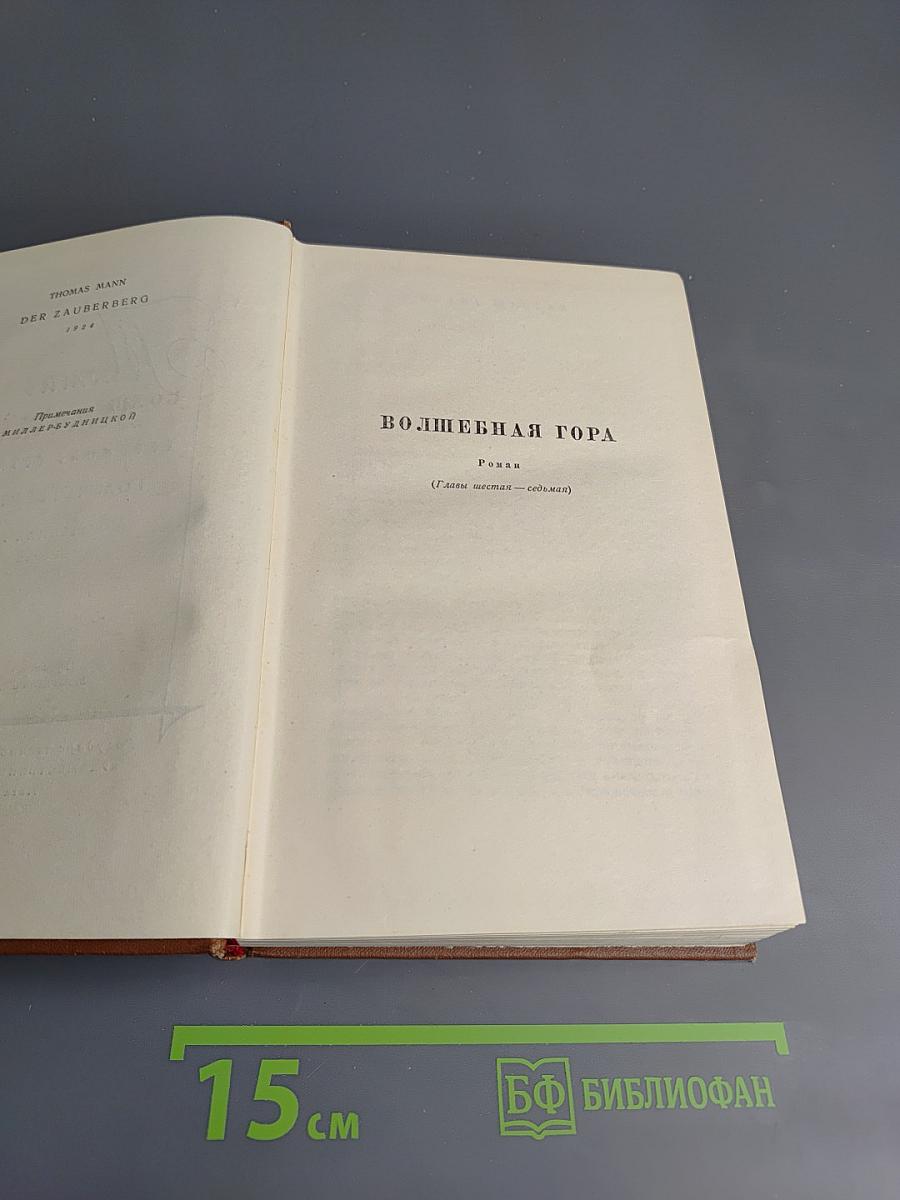 THOMAS MANN
DER ZAUBERBERG
1924
Примечания
МИЛЛЕР-БУДНИЦКОЙ
ВОЛШЕБНАЯ ГОРА
Роман
(Главы шестая — седьмая)
15 см
БФ БИБЛИОФАН